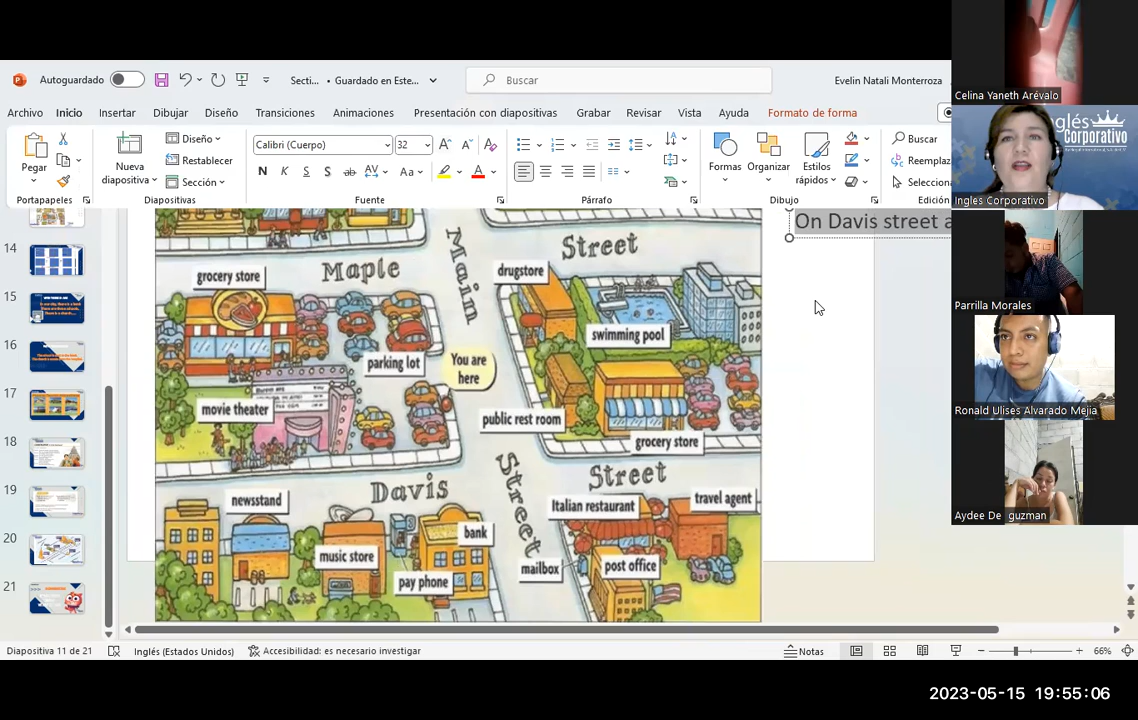 Celina Yaneth Arévalo
Autoguardado
Secti... • Guardado en Este...
Buscar
Evelin Natali Monterroza
Archivo Inicio Insertar Dibujar Diseño Transiciones Animaciones Presentación con diapositivas Grabar Revisar Vista Ayuda Formato de forma
Inglés
Corporativo
Ingles Corporativo
Pegar
Nueva
diapositiva
Diseño
Restablecer
Sección
Calibri (Cuerpo) 32
N K S S ab AV Aa A
Formas
Organizar
Estilos
rápidos
Buscar
Reemplaza
Selecciona
Portapapeles
Diapositivas
Fuente
Párrafo
Dibujo
Edición
On Davis street a
Maple
Main
Street
grocery store
drugstore
swimming pool
parking lot
You are
here
movie theater
public rest room
grocery store
Davis
Street
Street
newsstand
Italian restaurant
travel agent
bank
music store
mailbox
post office
pay phone
14
15
16
17
18
19
20
21
Parrilla Morales
Ronald Ulises Alvarado Mejia
Aydee De guzman
Diapositiva 11 de 21
Inglés (Estados Unidos)
Accesibilidad: es necesario investigar
Notas
66%
2023-05-15 19:55:06